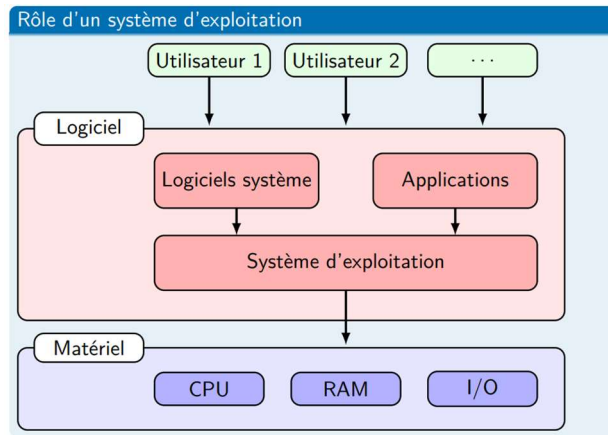 Rôle d'un système d'exploitation
Utilisateur 1
Utilisateur 2
···
Logiciel
Logiciels système
Applications
Système d'exploitation
Matériel
CPU
RAM
I/O